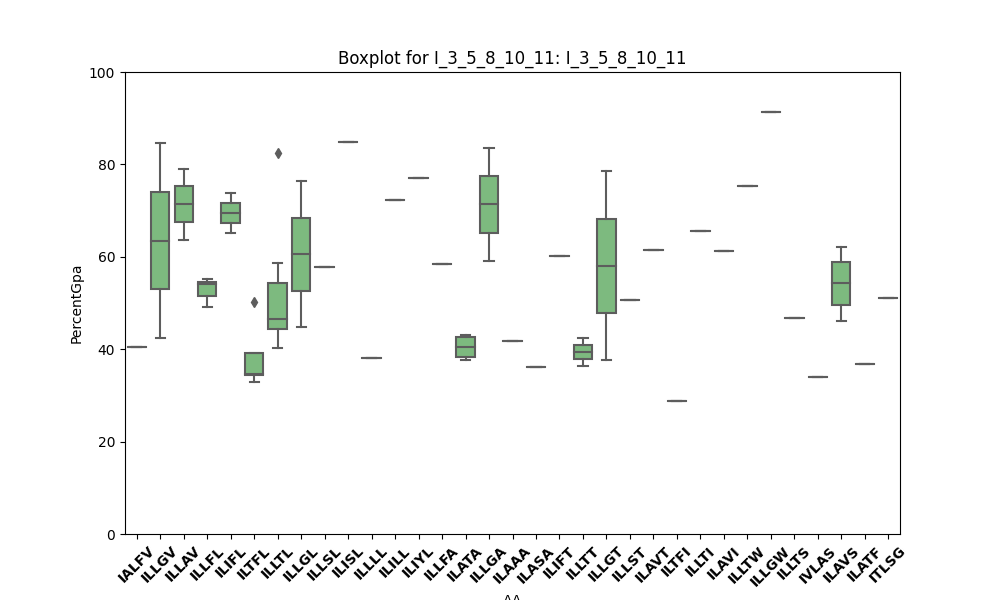 Boxplot for I_3_5_8_10_11: I_3_5_8_10_11
100
80
60
40
20
0
PercentGpa
IALFV ILLGV ILLAV ILLFL ILIFL ILTFL ILLTL ILLGL ILLSL ILISL ILLLL ILILL ILIYL ILLFA ILATA ILLGA ILAAA ILASA ILIFT ILLTT ILLGT ILLST ILAVT ILTFI ILLTI ILAVI ILLTW ILLGW ILLTS IVLAS ILAVS ILATF ITLSG
AA